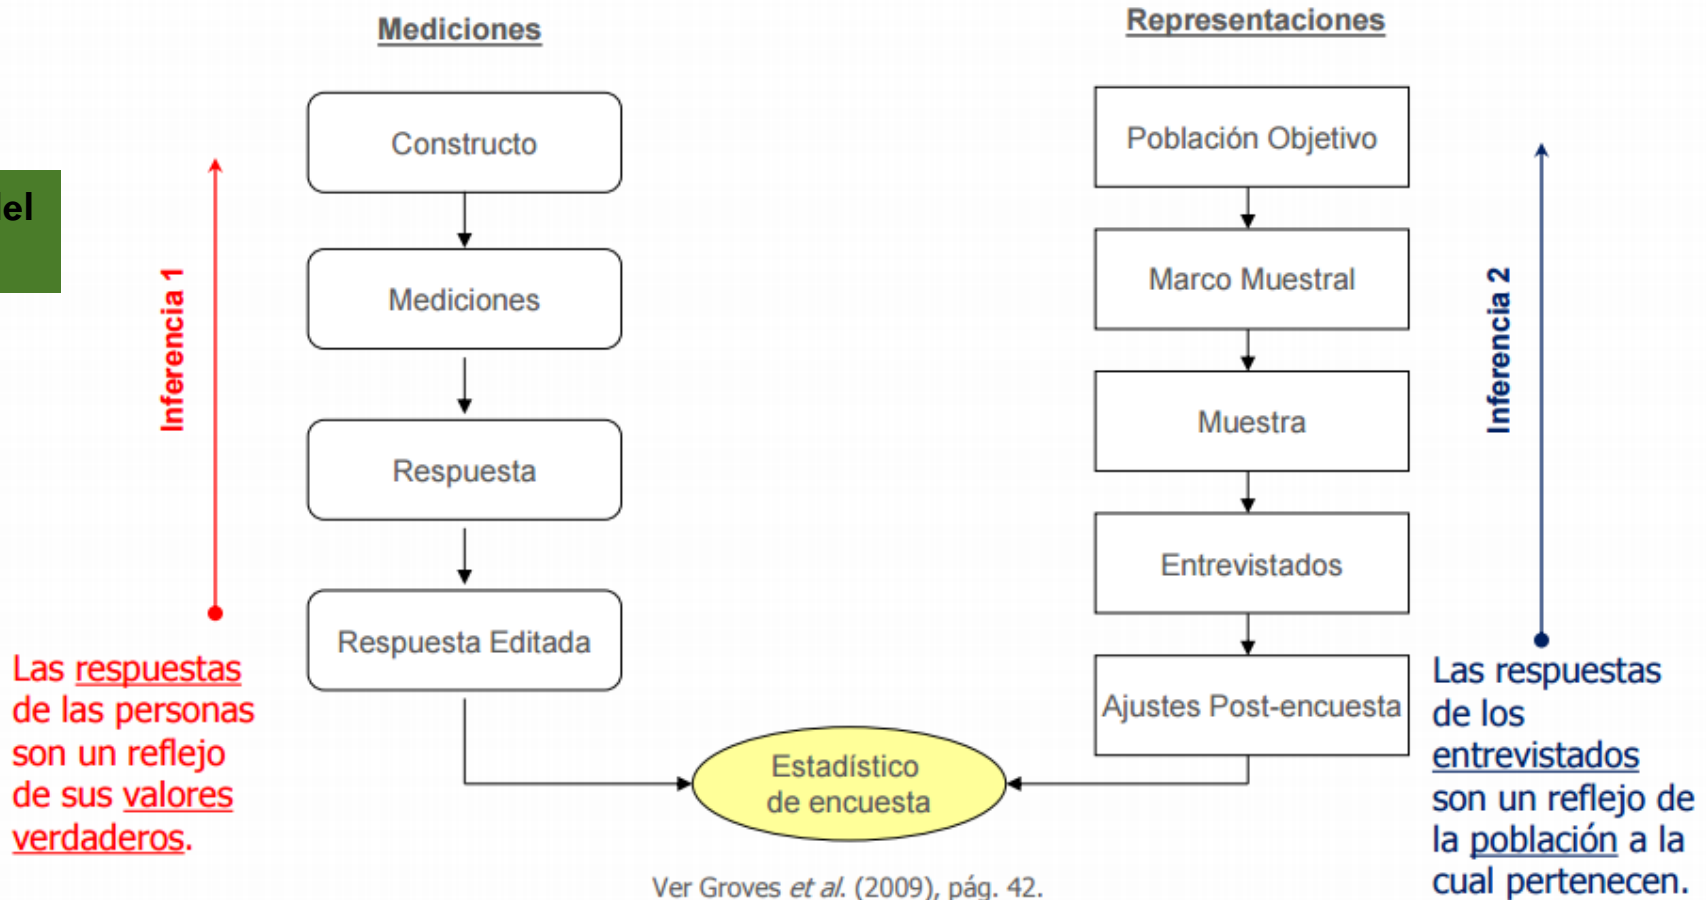 Mediciones
Constructo
Mediciones
Respuesta
Respuesta Editada
Inferencia 1
Las respuestas
de las personas
son un reflejo
de sus valores
verdaderos.
Representaciones
Población Objetivo
Marco Muestral
Muestra
Entrevistados
Ajustes Post-encuesta
Inferencia 2
Las respuestas
de los
entrevistados
son un reflejo de
la población a la
cual pertenecen.
Estadístico
de encuesta
Ver Groves et al. (2009), pág. 42.